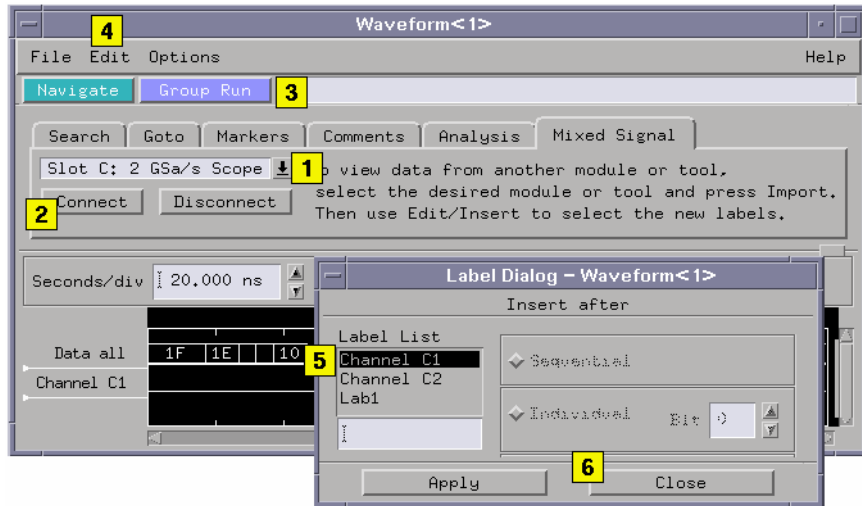 Waveform<1>
4
File Edit Options Help
Navigate Group Run 3
Search Goto Markers Comments Analysis Mixed Signal
Slot C: 2 GSa/s Scope 1 o view data from another module or tool,
select the desired module or tool and press Import.
2 Connect Disconnect
Then use Edit/Insert to select the new labels.
Seconds/div 20.000 ns
Label Dialog - Waveform<1>
Insert after
Data all 1F 1E 10
Channel C1
Label List
5 Channel C1
Channel C2
Lab1
Sequential
Individual Bit 0
6
Apply Close